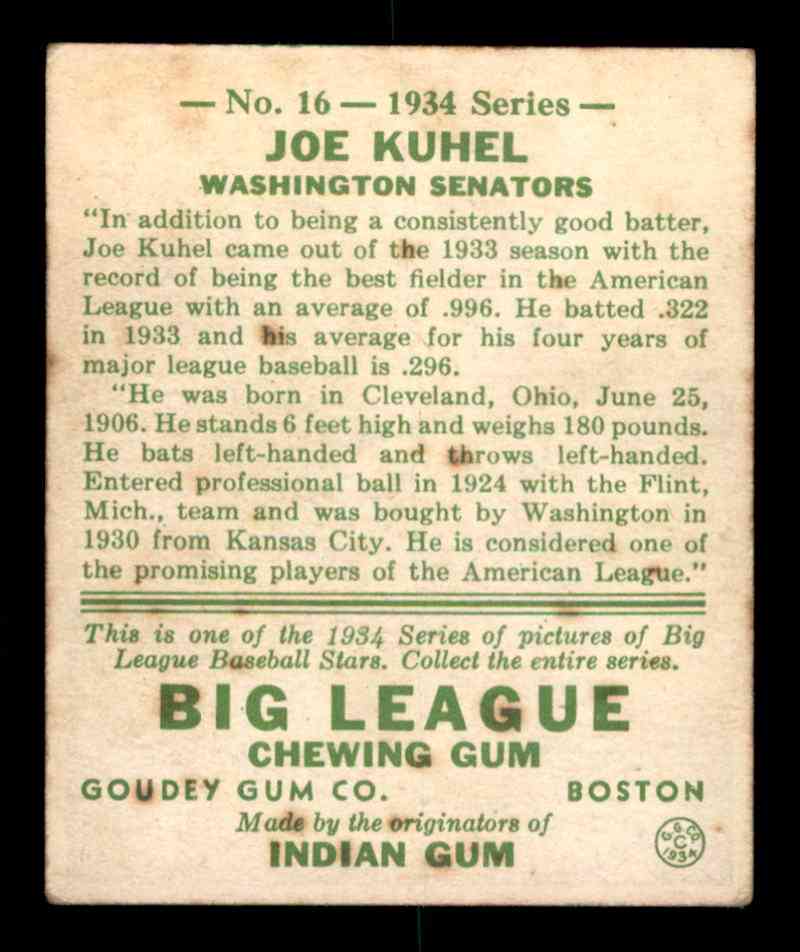 — No. 16 — 1934 Series —
JOE KUHEL
WASHINGTON SENATORS
"In addition to being a consistently good batter,
Joe Kuhel came out of the 1933 season with the
record of being the best fielder in the American
League with an average of .996. He batted .322
in 1933 and his average for his four years of
major league baseball is .296.
"He was born in Cleveland, Ohio, June 25,
1906. He stands 6 feet high and weighs 180 pounds.
He bats left-handed and throws left-handed.
Entered professional ball in 1924 with the Flint,
Mich., team and was bought by Washington in
1930 from Kansas City. He is considered one of
the promising players of the American League."
This is one of the 1934 Series of pictures of Big
League Baseball Stars. Collect the entire series.
BIG LEAGUE
CHEWING GUM
GOUDEY GUM CO. BOSTON
Made by the originators of
INDIAN GUM
G.G.CO.
C
1934